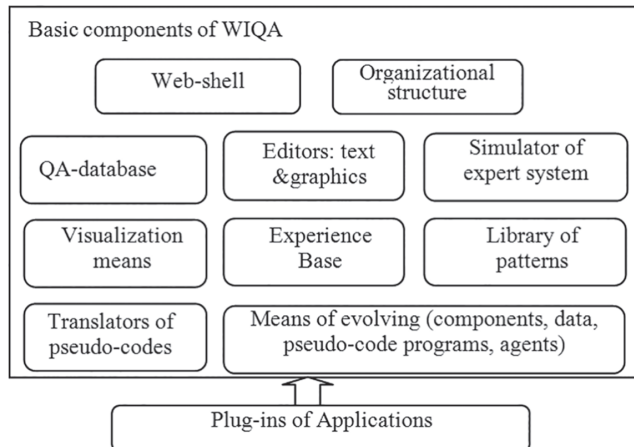 Basic components of WIQA
Web-shell
Organizational
structure
QA-database
Editors: text
&graphics
Simulator of
expert system
Visualization
means
Experience
Base
Library of
patterns
Translators of
pseudo-codes
Means of evolving (components, data,
pseudo-code programs, agents)
Plug-ins of Applications